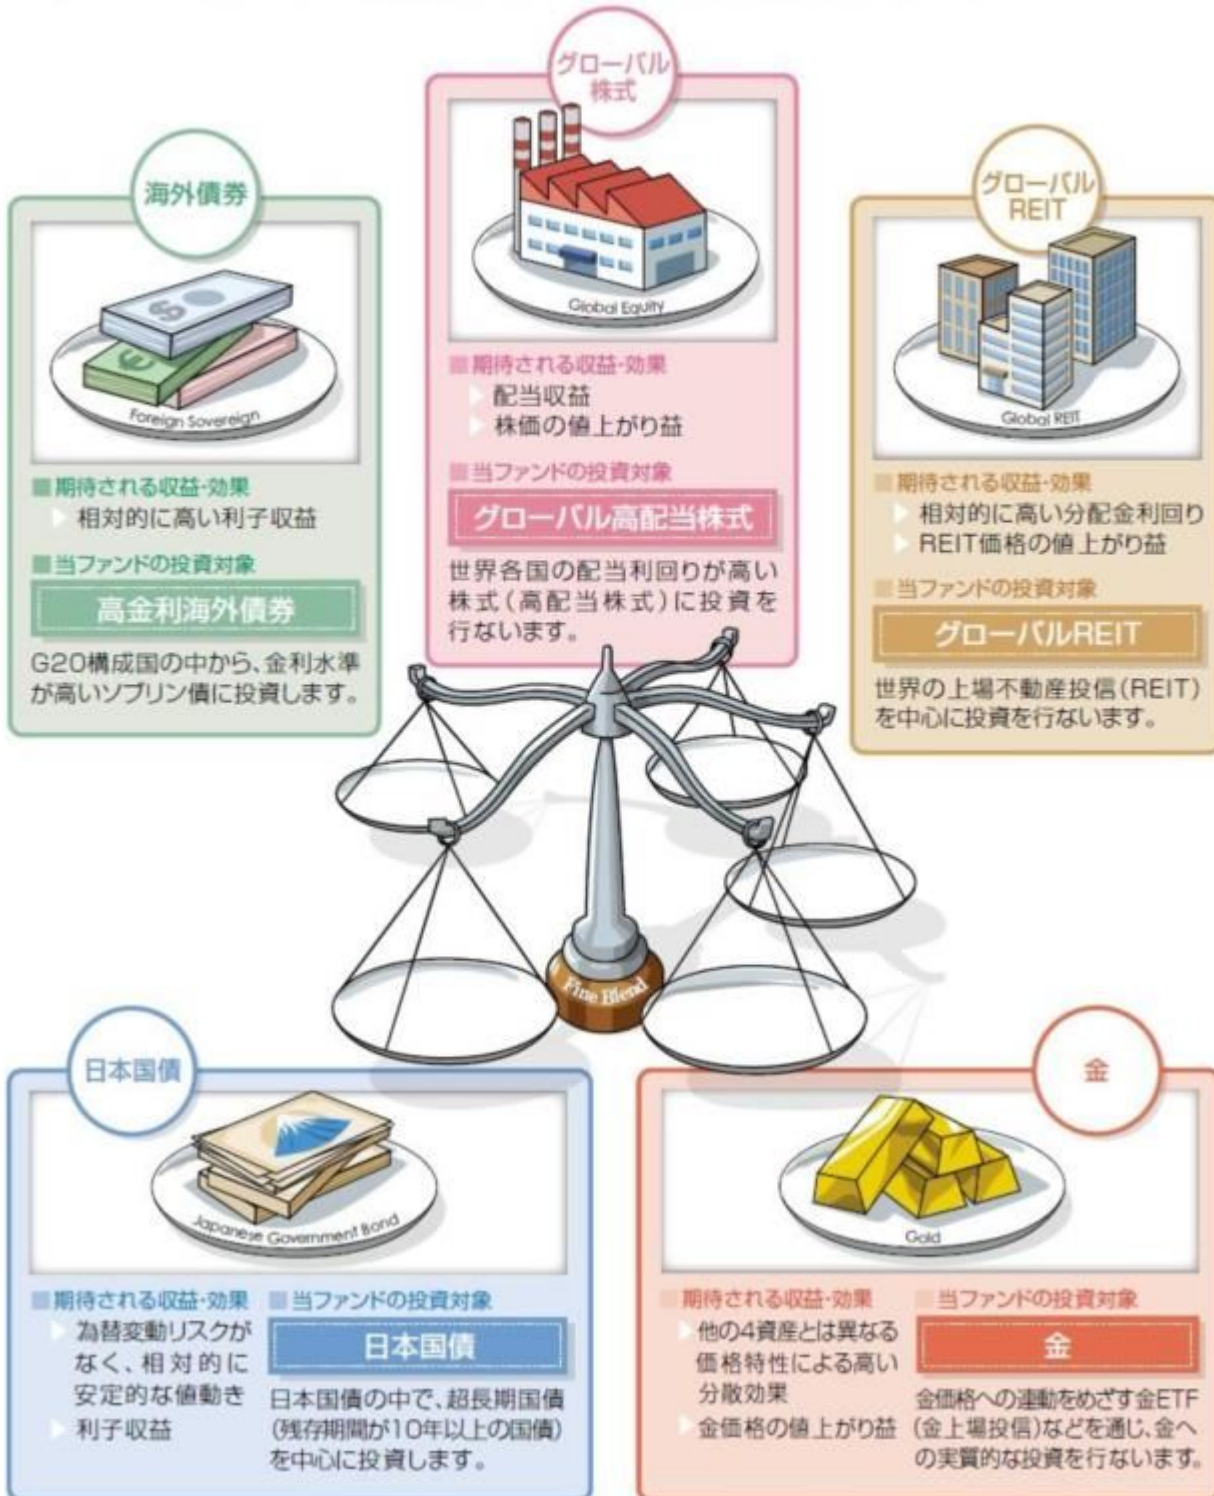 グローバル
株式
Global Equity
■期待される収益・効果
配当収益
株価の値上がり益
■当ファンドの投資対象
グローバル高配当株式
世界各国の配当利回りが高い
株式(高配当株式)に投資を
行ないます。
海外債券
Foreign Sovereign
■期待される収益・効果
相対的に高い利子収益
■当ファンドの投資対象
高金利海外債券
G20構成国の中から、金利水準
が高いソブリン債に投資します。
グローバル
REIT
Global REIT
■期待される収益・効果
相対的に高い分配金利回り
REIT価格の値上がり益
■当ファンドの投資対象
グローバルREIT
世界の上場不動産投信(REIT)
を中心に投資を行ないます。
Fine Blend
日本国債
Japanese Government Bond
■期待される収益・効果
為替変動リスクが
なく、相対的に
安定的な値動き
利子収益
■当ファンドの投資対象
日本国債
日本国債の中で、超長期国債
(残存期間が10年以上の国債)
を中心に投資します。
金
Gold
■期待される収益・効果
他の4資産とは異なる
価格特性による高い
分散効果
金価格の値上がり益
■当ファンドの投資対象
金
金価格への連動をめざす金ETF
(金上場投信)などを通じ、金へ
の実質的な投資を行ないます。